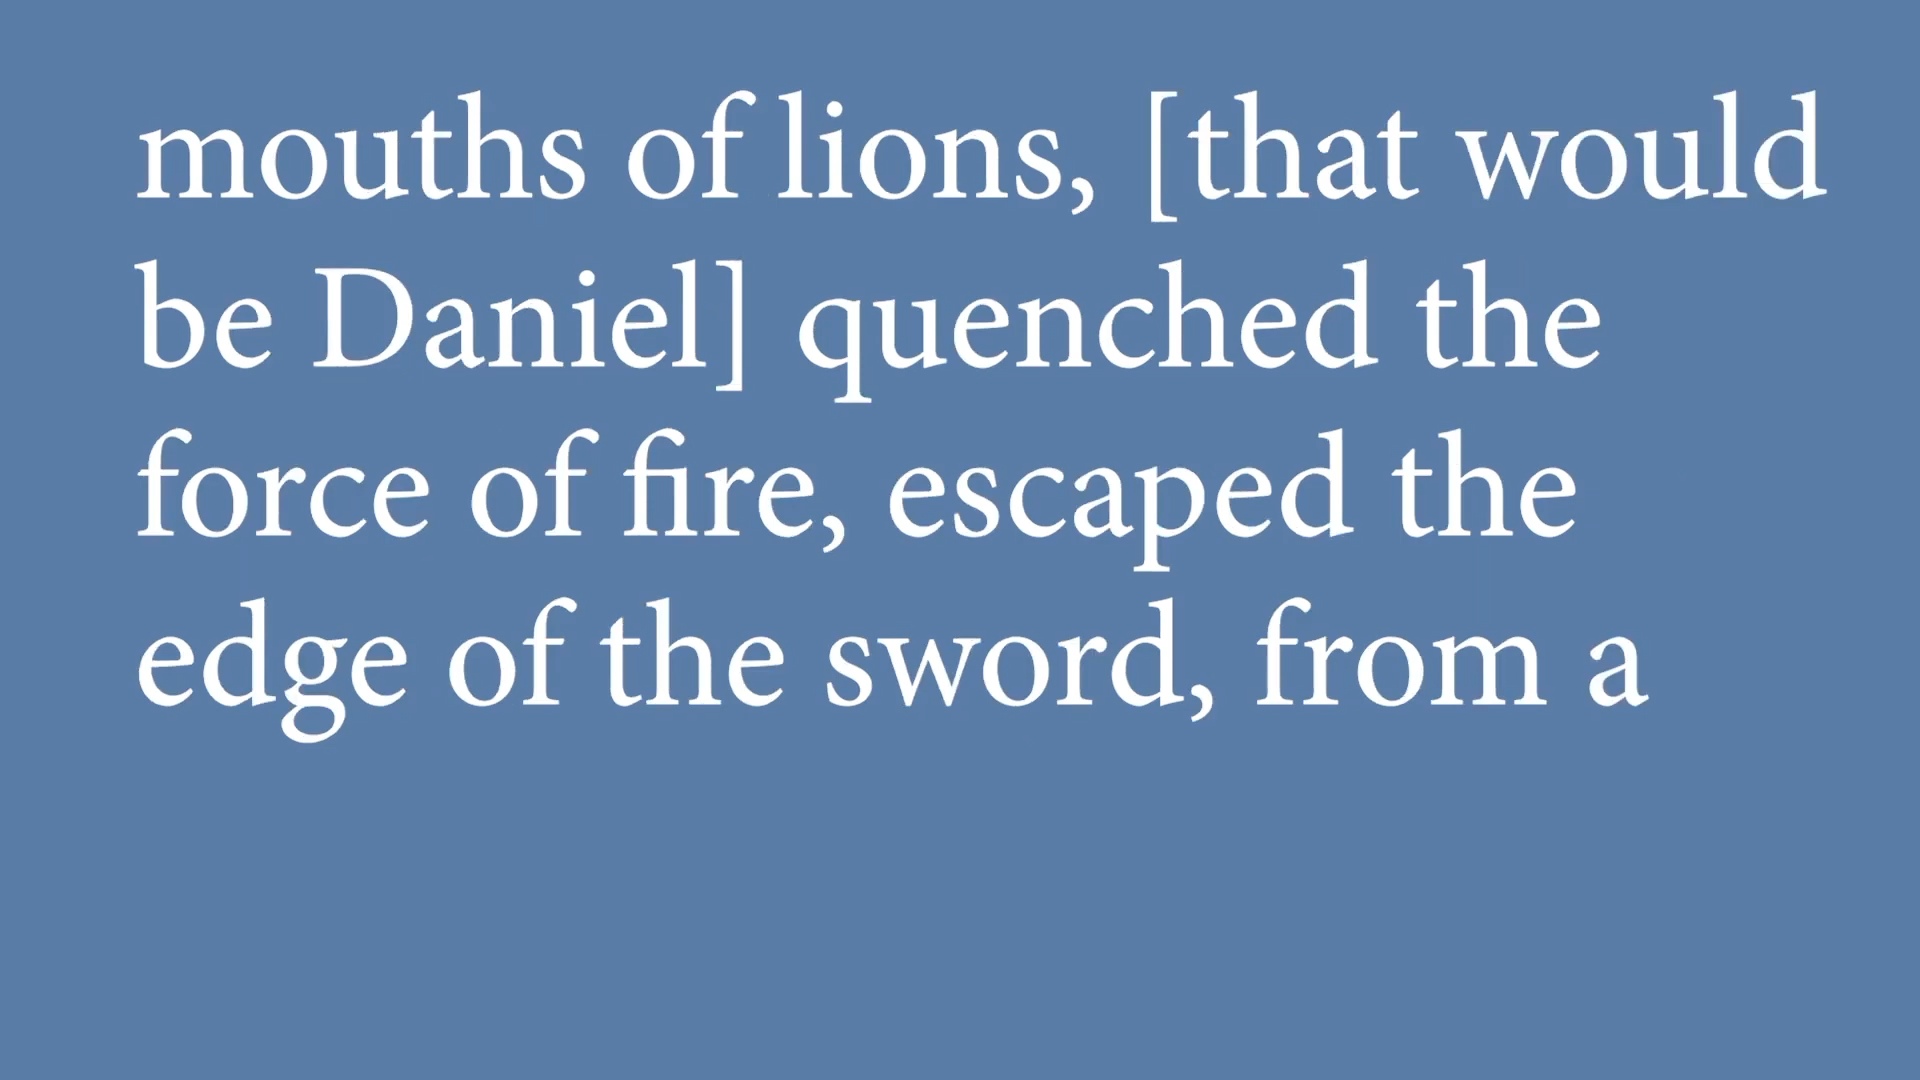 mouths of lions, [that would
be Daniel] quenched the
force of fire, escaped the
edge of the sword, from a